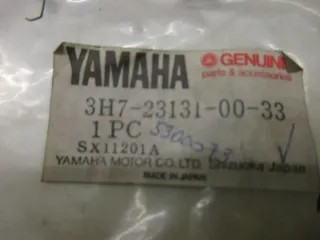 YAMAHA GENUINE
parts & accessories
3H7-23131-00-33
1 PC
SX11201A
YAMAHA MOTOR CO.,LTD. Shizuoka Japan
MADE IN JAPAN